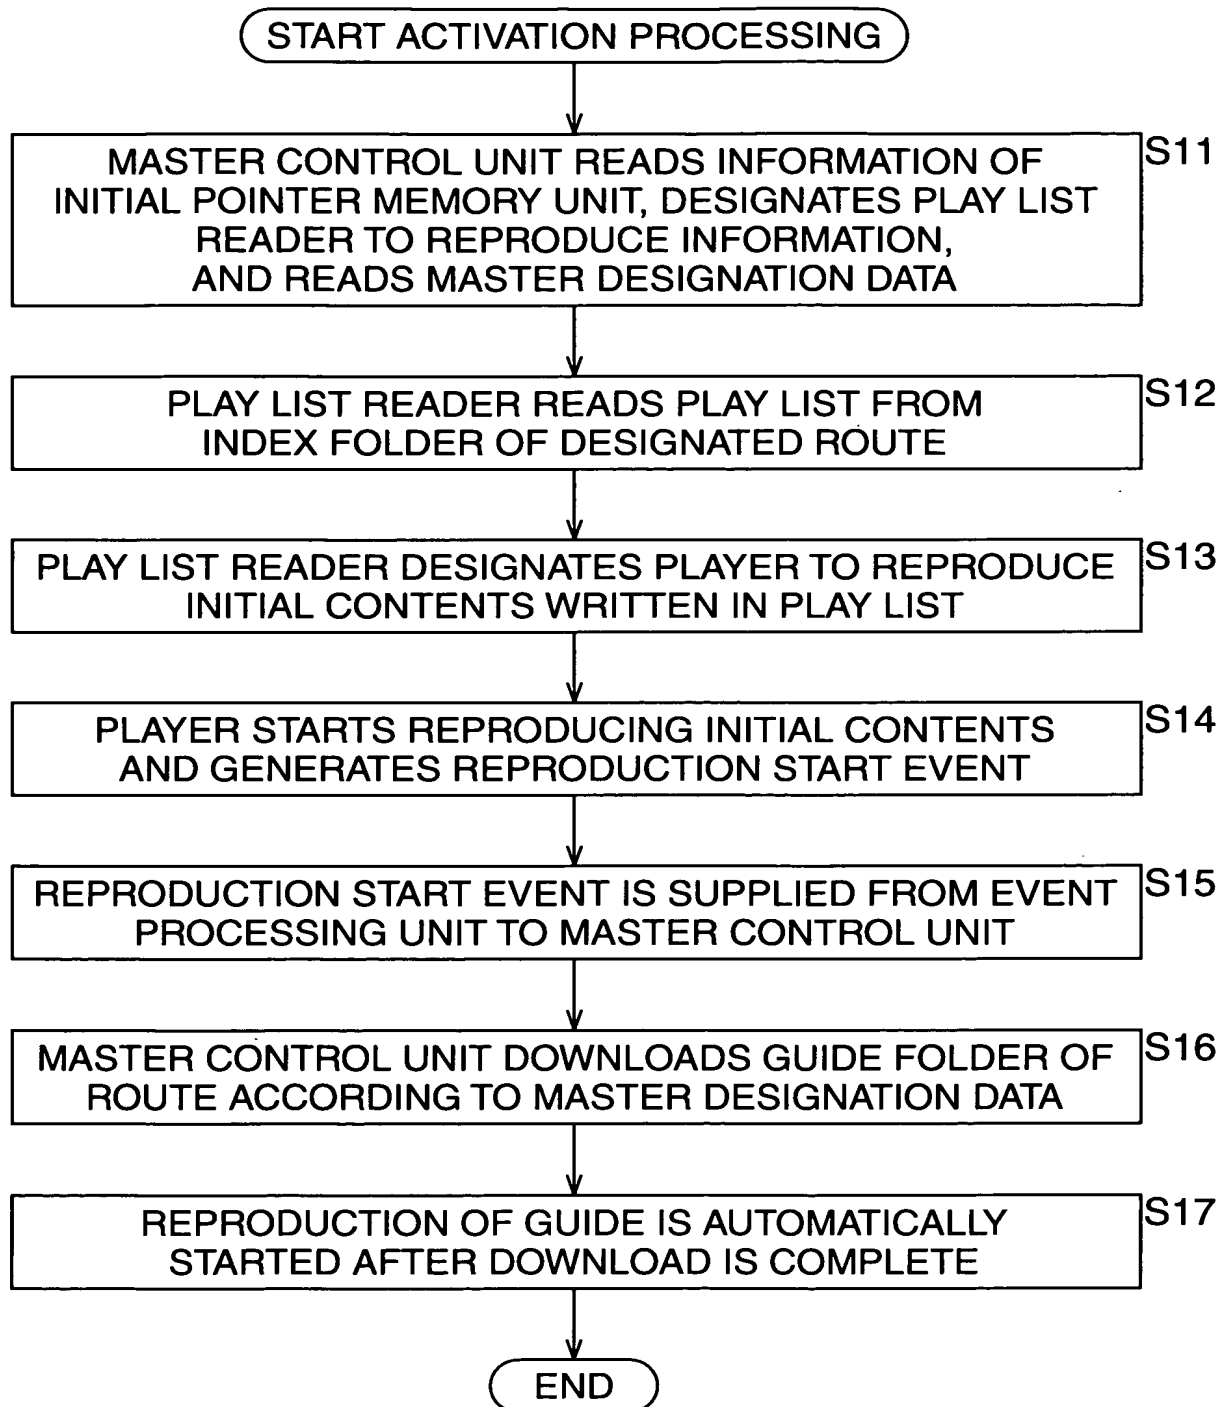 START ACTIVATION PROCESSING
S11
MASTER CONTROL UNIT READS INFORMATION OF
INITIAL POINTER MEMORY UNIT, DESIGNATES PLAY LIST
READER TO REPRODUCE INFORMATION,
AND READS MASTER DESIGNATION DATA
S12
PLAY LIST READER READS PLAY LIST FROM
INDEX FOLDER OF DESIGNATED ROUTE
S13
PLAY LIST READER DESIGNATES PLAYER TO REPRODUCE
INITIAL CONTENTS WRITTEN IN PLAY LIST
S14
PLAYER STARTS REPRODUCING INITIAL CONTENTS
AND GENERATES REPRODUCTION START EVENT
S15
REPRODUCTION START EVENT IS SUPPLIED FROM EVENT
PROCESSING UNIT TO MASTER CONTROL UNIT
S16
MASTER CONTROL UNIT DOWNLOADS GUIDE FOLDER OF
ROUTE ACCORDING TO MASTER DESIGNATION DATA
S17
REPRODUCTION OF GUIDE IS AUTOMATICALLY
STARTED AFTER DOWNLOAD IS COMPLETE
END